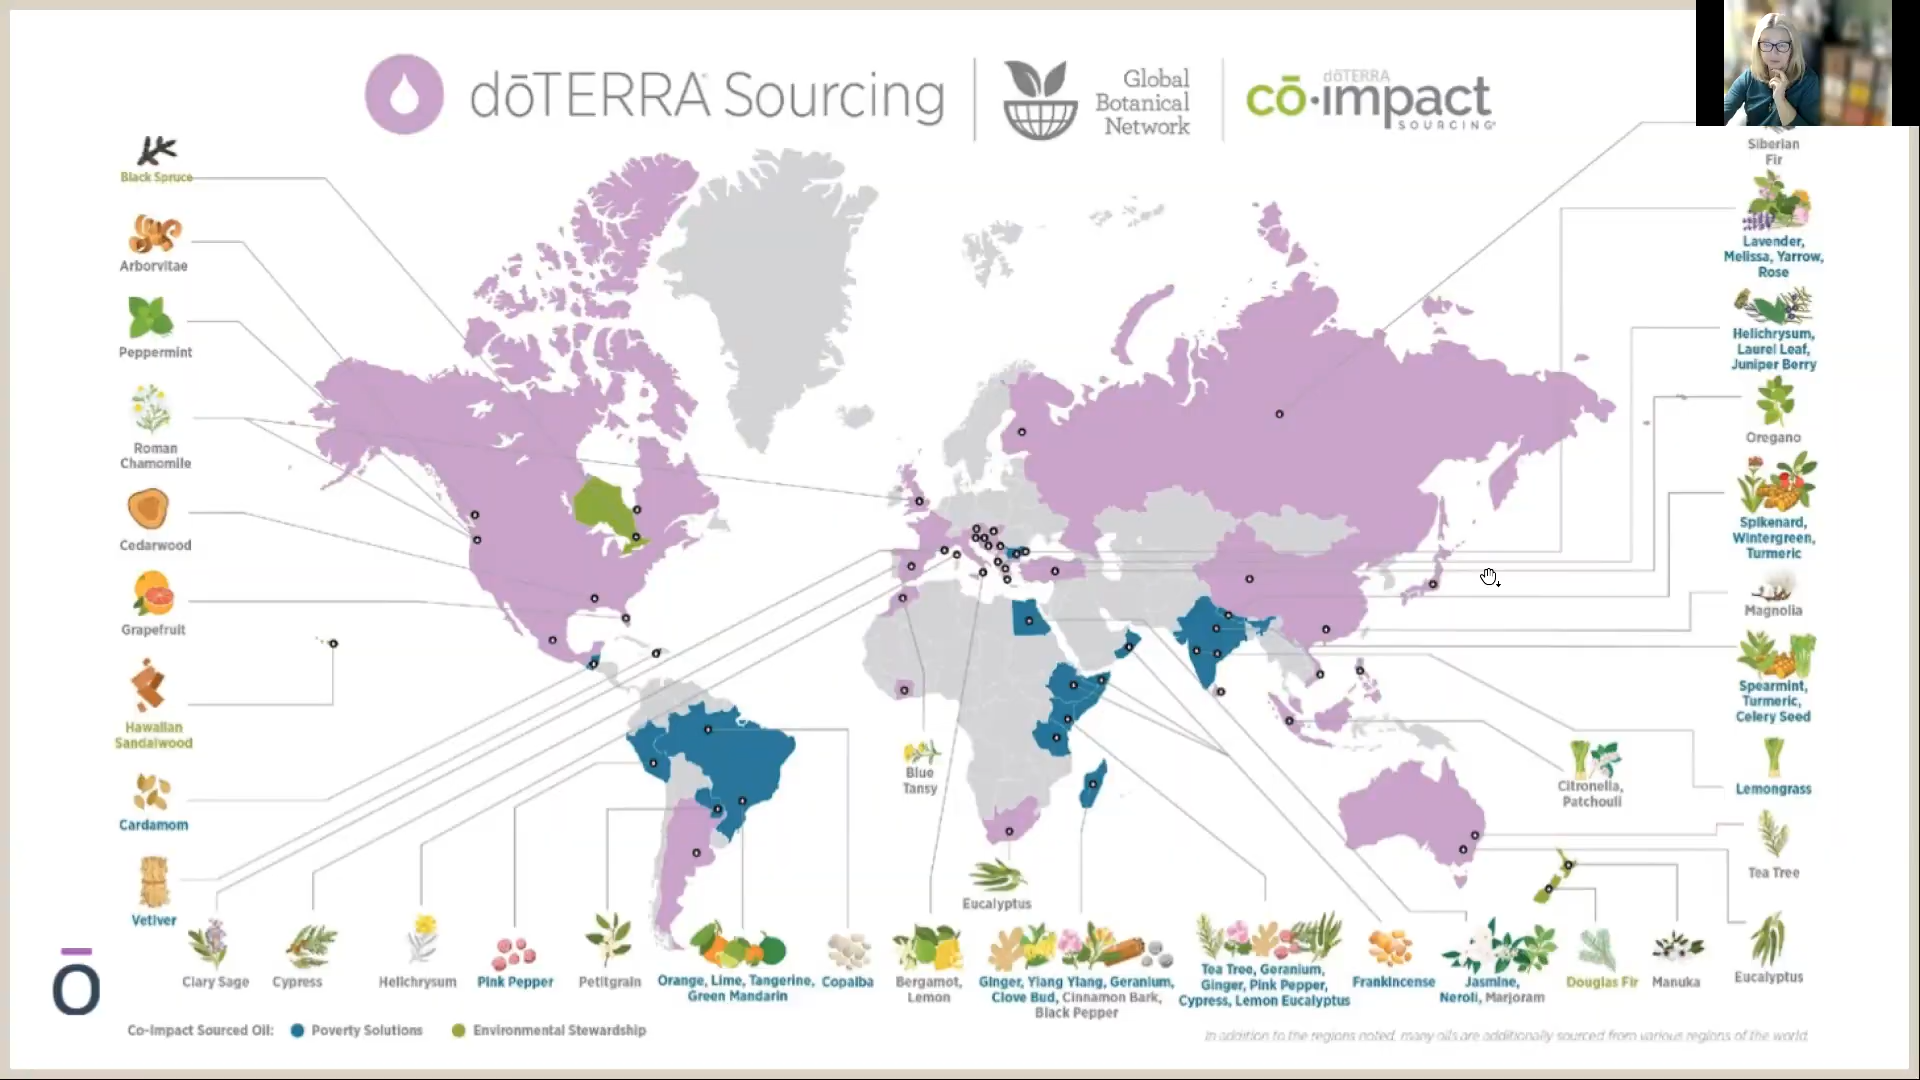 dōTERRA® Sourcing
Global
Botanical
Network
dōTERRA
cō·impact
SOURCING®
Black Spruce
Arborvitae
Peppermint
Roman
Chamomile
Cedarwood
Grapefruit
Hawaiian
Sandalwood
Cardamom
Vetiver
Siberian
Fir
Lavender,
Melissa, Yarrow,
Rose
Helichrysum,
Laurel Leaf,
Juniper Berry
Oregano
Spikenard,
Wintergreen,
Turmeric
Magnolia
Spearmint,
Turmeric,
Celery Seed
Citronella,
Patchouli
Lemongrass
Tea Tree
Eucalyptus
Blue
Tansy
Eucalyptus
Clary Sage
Cypress
Helichrysum
Pink Pepper
Petitgrain
Orange, Lime, Tangerine,
Green Mandarin
Copaiba
Bergamot,
Lemon
Ginger, Ylang Ylang, Geranium,
Clove Bud, Cinnamon Bark,
Black Pepper
Tea Tree, Geranium,
Ginger, Pink Pepper,
Cypress, Lemon Eucalyptus
Frankincense
Jasmine,
Neroli, Marjoram
Douglas Fir
Manuka
ō
Co-Impact Sourced Oil:
Poverty Solutions
Environmental Stewardship
In addition to the regions noted, many oils are additionally sourced from various regions of the world.